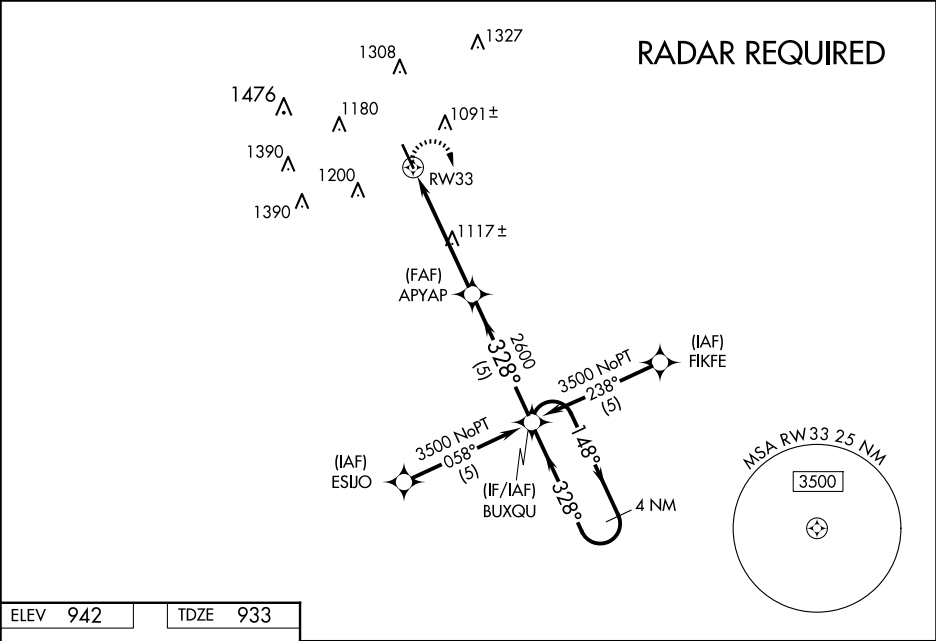 RADAR REQUIRED
1327
1308
1476
1180
1091±
1390
1200
RW33
1390
1117±
(FAF)
APYAP
2600
328°
(5)
(IAF)
FIKFE
3500 NoPT
238°
(5)
3500 NoPT
058°
(5)
(IAF)
ESIJO
148°
(IF/IAF)
BUXQU
328°
4 NM
MSA RW33 25 NM
3500
ELEV 942
TDZE 933